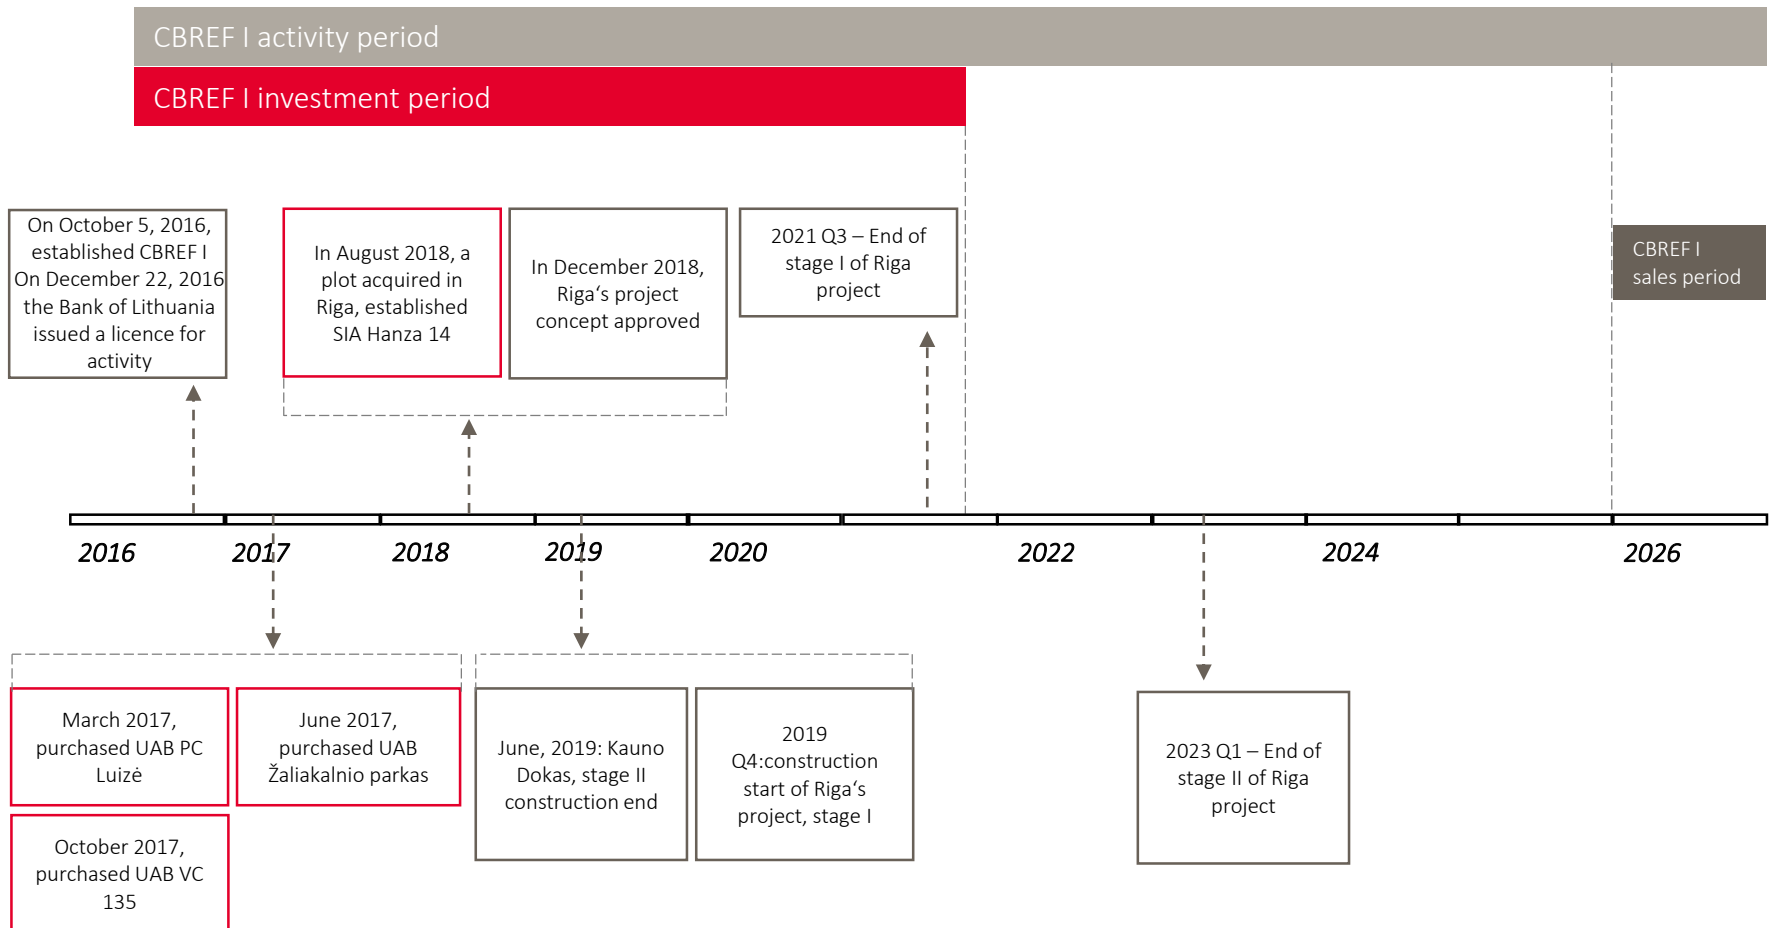 CBREF I activity period
CBREF I investment period
On October 5, 2016,
established CBREF I
On December 22, 2016
the Bank of Lithuania
issued a licence for
activity
In August 2018, a
plot acquired in
Riga, established
SIA Hanza 14
In December 2018,
Riga‘s project
concept approved
2021 Q3 – End of
stage I of Riga
project
CBREF I
sales period
2016
2017
2018
2019
2020
2022
2024
2026
March 2017,
purchased UAB PC
Luizė
June 2017,
purchased UAB
Žaliakalnio parkas
October 2017,
purchased UAB VC
135
June, 2019: Kauno
Dokas, stage II
construction end
2019
Q4:construction
start of Riga‘s
project, stage I
2023 Q1 – End of
stage II of Riga
project